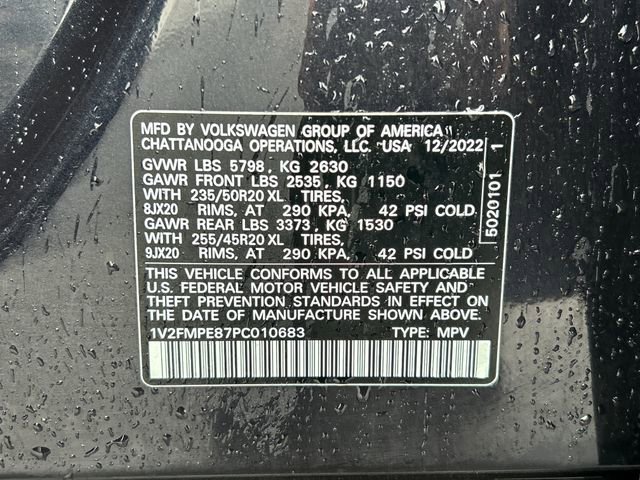 MFD BY VOLKSWAGEN GROUP OF AMERICA
CHATTANOOGA OPERATIONS, LLC. USA 12/2022
GVWR LBS 5798, KG 2630
GAWR FRONT LBS 2535, KG 1150
WITH 235/50R20 XL TIRES,
8JX20 RIMS, AT 290 KPA, 42 PSI COLD
GAWR REAR LBS 3373, KG 1530
WITH 255/45R20 XL TIRES,
9JX20 RIMS, AT 290 KPA, 42 PSI COLD
5020101 1
THIS VEHICLE CONFORMS TO ALL APPLICABLE
U.S. FEDERAL MOTOR VEHICLE SAFETY AND
THEFT PREVENTION STANDARDS IN EFFECT ON
THE DATE OF MANUFACTURE SHOWN ABOVE.
1V2FMPE87PC010683 TYPE: MPV